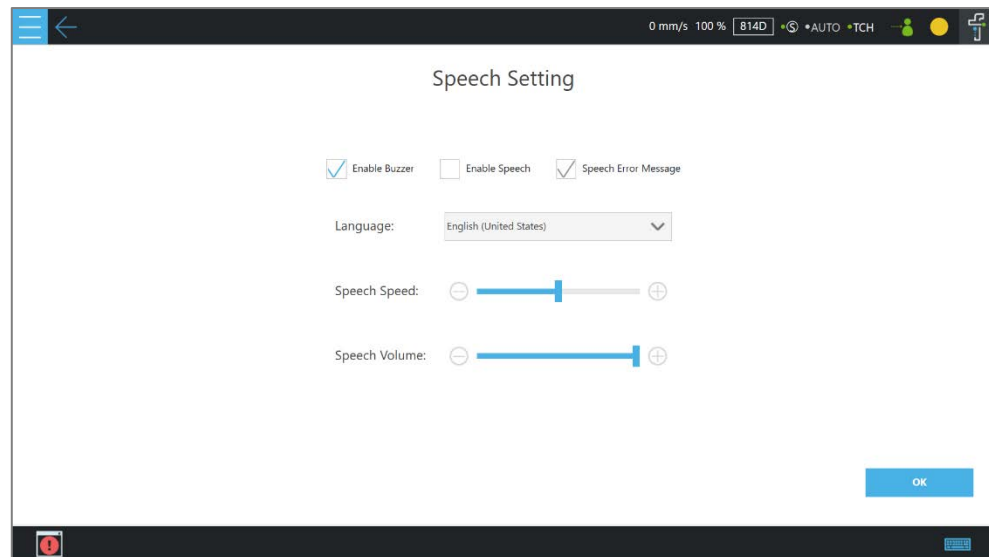 0 mm/s 100 % 814D Ⓢ AUTO TCH
Speech Setting
Enable Buzzer Enable Speech Speech Error Message
Language: English (United States)
Speech Speed:
Speech Volume:
OK